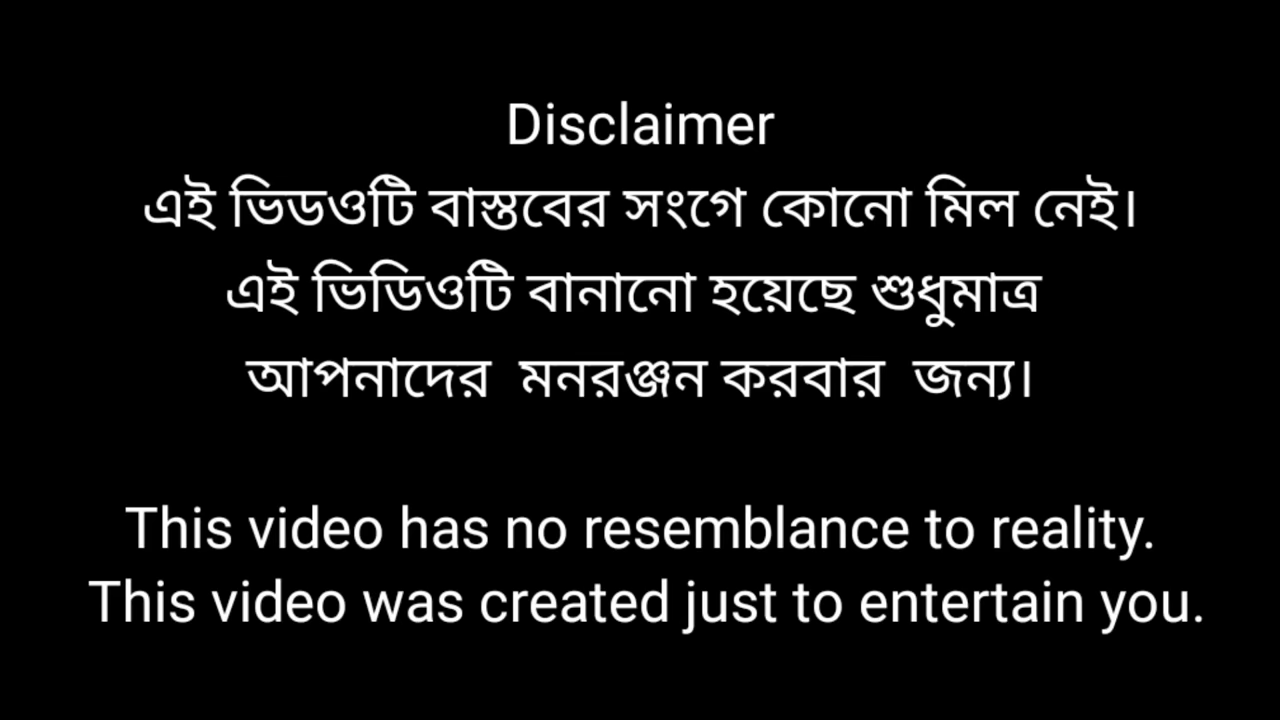 Disclaimer
এই ভিডওটি বাস্তবের সংগে কোনো মিল নেই।
এই ভিডিওটি বানানো হয়েছে শুধুমাত্র
আপনাদের মনরঞ্জন করবার জন্য।
This video has no resemblance to reality.
This video was created just to entertain you.